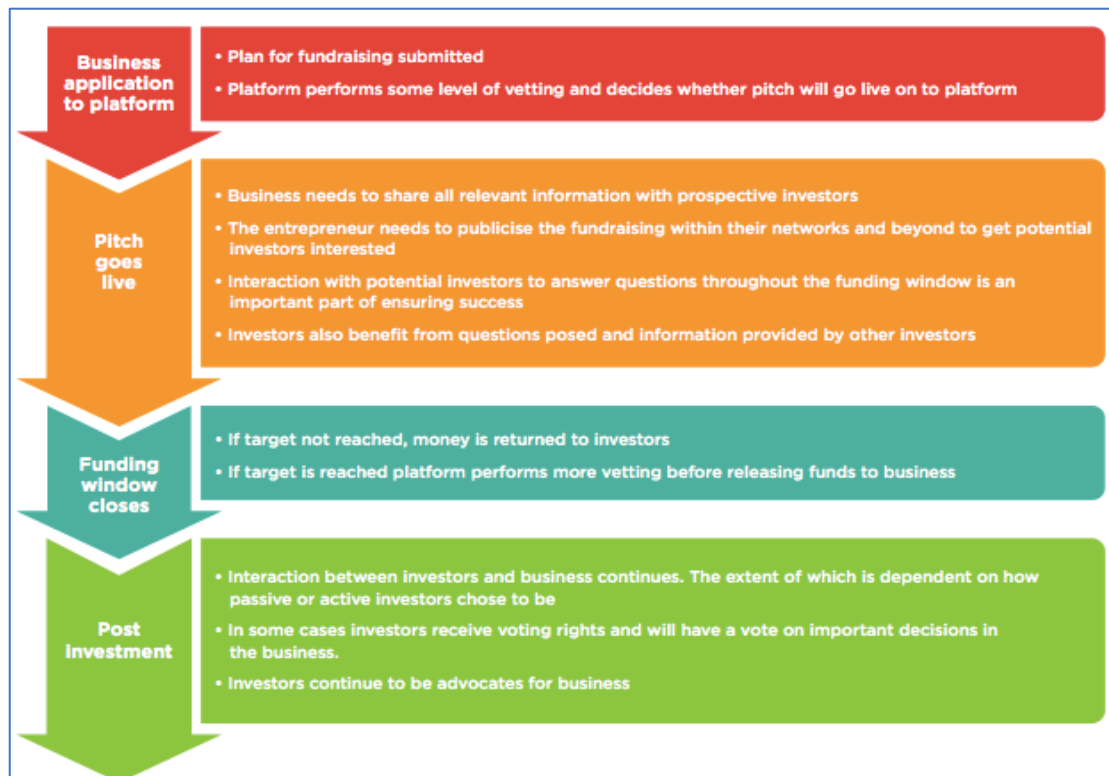 Business
application
to platform
• Plan for fundraising submitted
• Platform performs some level of vetting and decides whether pitch will go live on to platform
Pitch
goes
live
• Business needs to share all relevant information with prospective investors
• The entrepreneur needs to publicise the fundraising within their networks and beyond to get potential
investors interested
• Interaction with potential investors to answer questions throughout the funding window is an
important part of ensuring success
• Investors also benefit from questions posed and information provided by other investors
Funding
window
closes
• If target not reached, money is returned to investors
• If target is reached platform performs more vetting before releasing funds to business
Post
investment
• Interaction between investors and business continues. The extent of which is dependent on how
passive or active investors chose to be
• In some cases investors receive voting rights and will have a vote on important decisions in
the business.
• Investors continue to be advocates for business